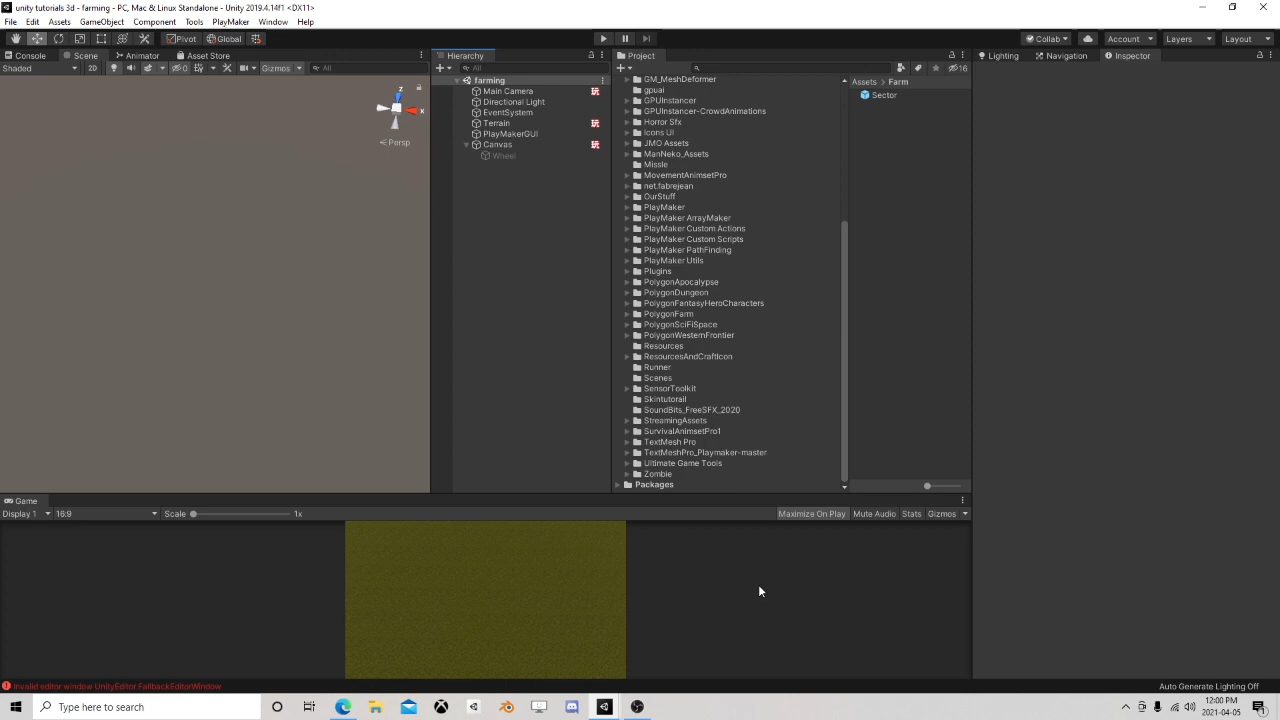 unity tutorials 3d - farming - PC, Mac & Linux Standalone - Unity 2019.4.14f1 <DX11>
File Edit Assets GameObject Component Tools PlayMaker Window Help
Pivot Global Collab Account Layers Layout
Console Scene Animator Asset Store Hierarchy Project Lighting Navigation Inspector
Shaded 2D 0 Gizmos All All 16
farming
Main Camera
Directional Light
EventSystem
Terrain
PlayMakerGUI
Canvas
Wheel
z
x
Persp
GM_MeshDeformer
gpuai
GPUInstancer
GPUInstancer-CrowdAnimations
Horror Sfx
Icons UI
JMO Assets
ManNeko_Assets
Missle
MovementAnimsetPro
net.fabrejean
OurStuff
PlayMaker
PlayMaker ArrayMaker
PlayMaker Custom Actions
PlayMaker Custom Scripts
PlayMaker PathFinding
PlayMaker Utils
Plugins
PolygonApocalypse
PolygonDungeon
PolygonFantasyHeroCharacters
PolygonFarm
PolygonSciFiSpace
PolygonWesternFrontier
Resources
ResourcesAndCraftIcon
Runner
Scenes
SensorToolkit
Skintutorail
SoundBits_FreeSFX_2020
StreamingAssets
SurvivalAnimsetPro1
TextMesh Pro
TextMeshPro_Playmaker-master
Ultimate Game Tools
Zombie
Packages
Assets > Farm
Sector
Game
Display 1 16:9 Scale 1x Maximize On Play Mute Audio Stats Gizmos
Invalid editor window UnityEditor.FallbackEditorWindow
Auto Generate Lighting Off
Type here to search
12:00 PM
2021-04-05